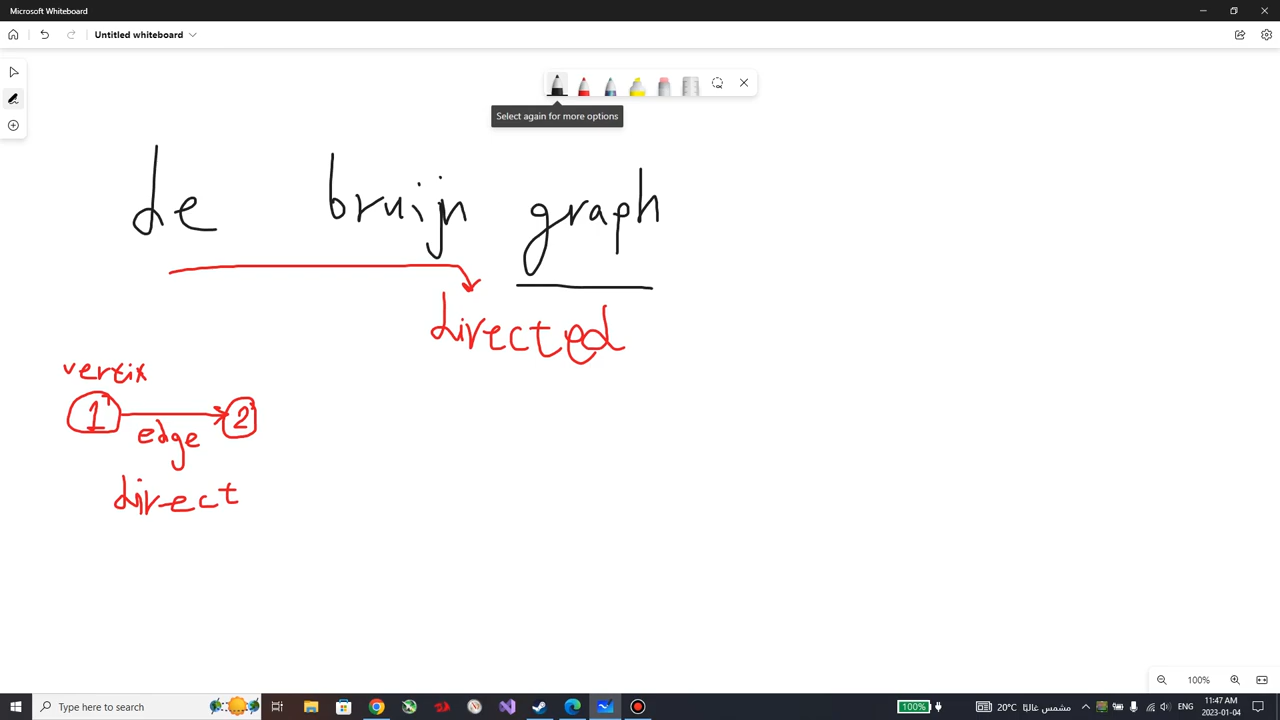 Microsoft Whiteboard
Untitled whiteboard
Select again for more options
de bruijn graph
directed
vertix
1 2
edge
direct
100%
Type here to search
100%
20°C مشمس غالبًا
ENG
11:47 AM
2023-01-04